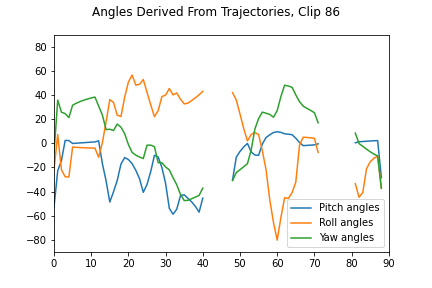 Angles Derived From Trajectories, Clip 86
80
60
40
20
0
−20
−40
−60
−80
0 10 20 30 40 50 60 70 80 90
Pitch angles
Roll angles
Yaw angles